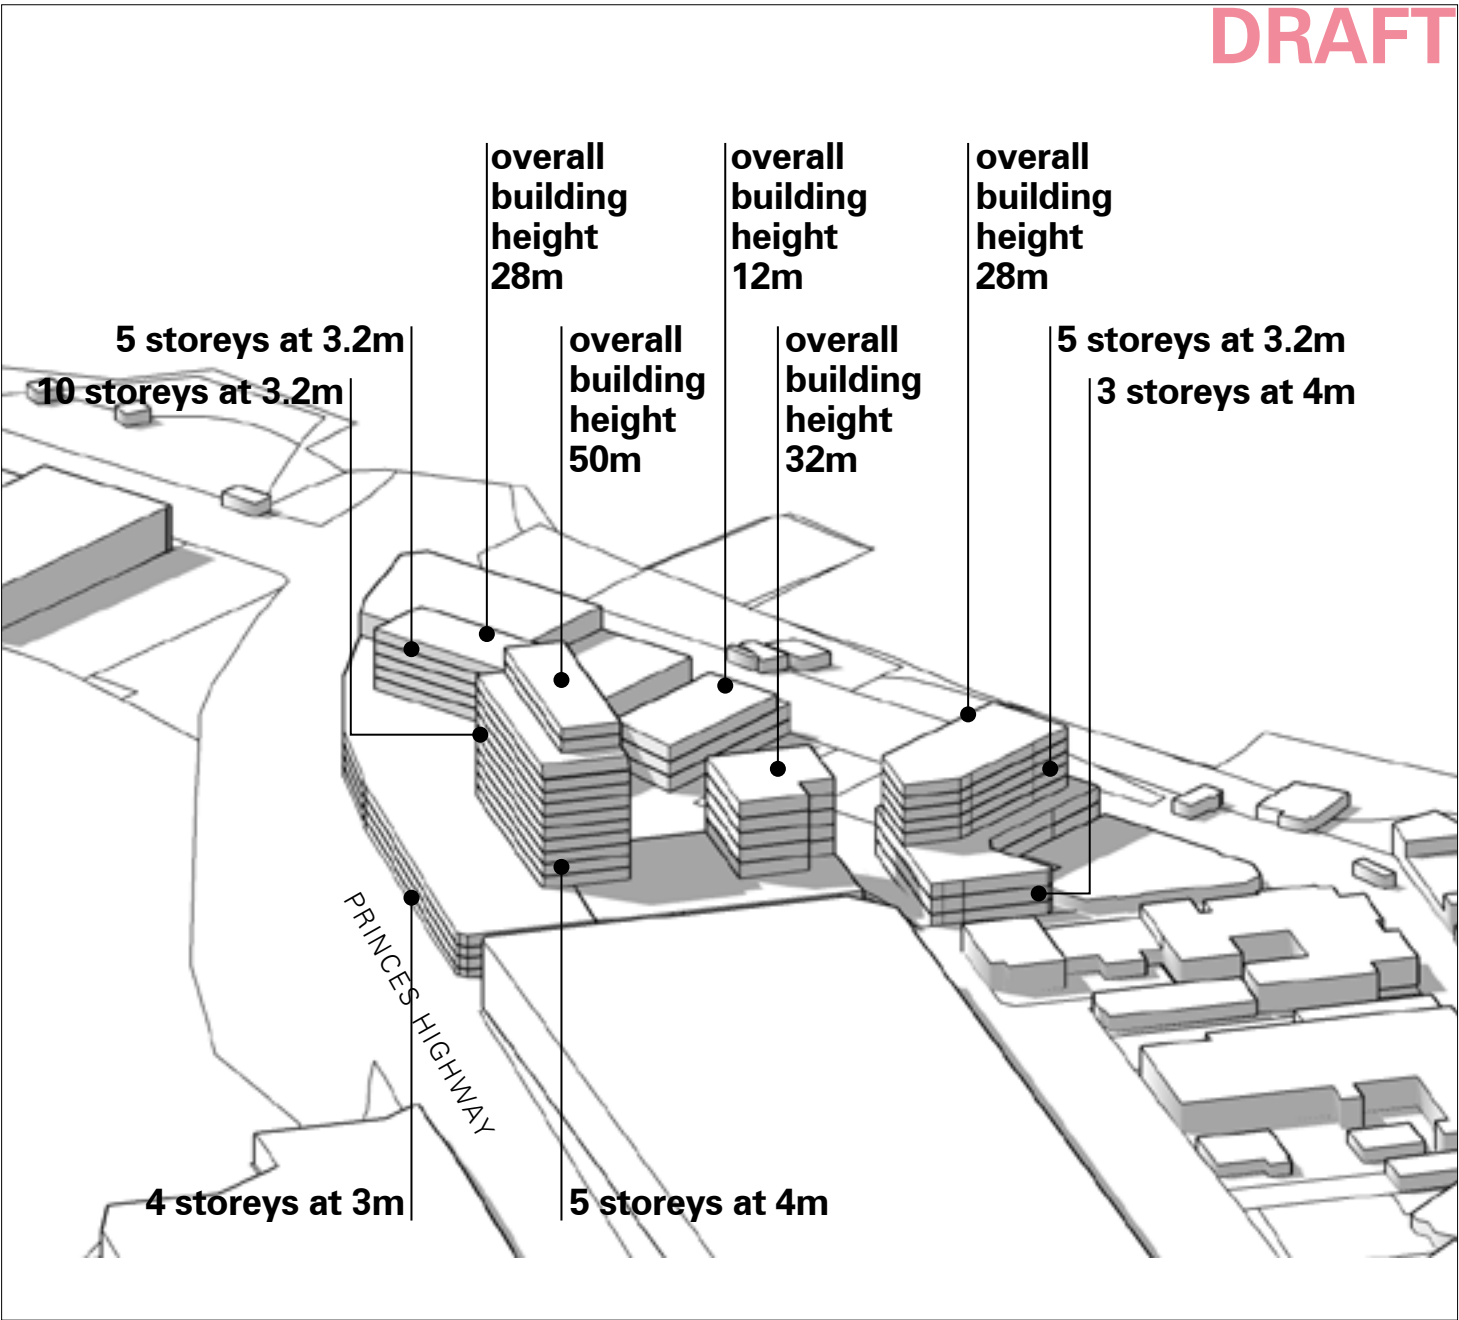 DRAFT
overall
building
height
28m
overall
building
height
12m
overall
building
height
28m
5 storeys at 3.2m
10 storeys at 3.2m
overall
building
height
50m
overall
building
height
32m
5 storeys at 3.2m
3 storeys at 4m
PRINCES HIGHWAY
4 storeys at 3m
5 storeys at 4m